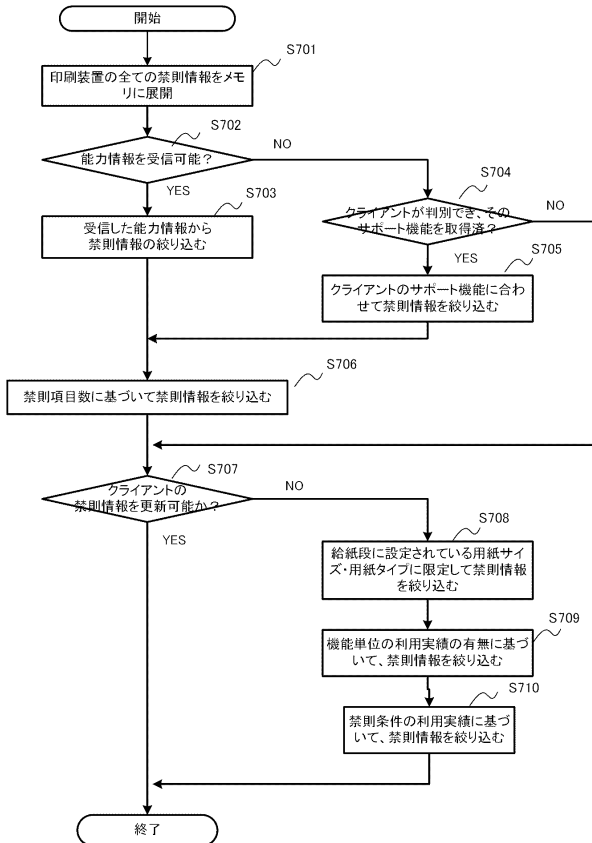 開始
S701
印刷装置の全ての禁則情報をメモ
リに展開
S702
能力情報を受信可能？
NO
YES
S703
受信した能力情報から
禁則情報の絞り込む
S704
クライアントが判別でき、その
サポート機能を取得済？
NO
YES
S705
クライアントのサポート機能に合わ
せて禁則情報を絞り込む
S706
禁則項目数に基づいて禁則情報を絞り込む
S707
クライアントの
禁則情報を更新可能か？
NO
YES
S708
給紙段に設定されている用紙サイ
ズ・用紙タイプに限定して禁則情報
を絞り込む
S709
機能単位の利用実績の有無に基づ
いて、禁則情報を絞り込む
S710
禁則条件の利用実績に基づ
いて、禁則情報を絞り込む
終了